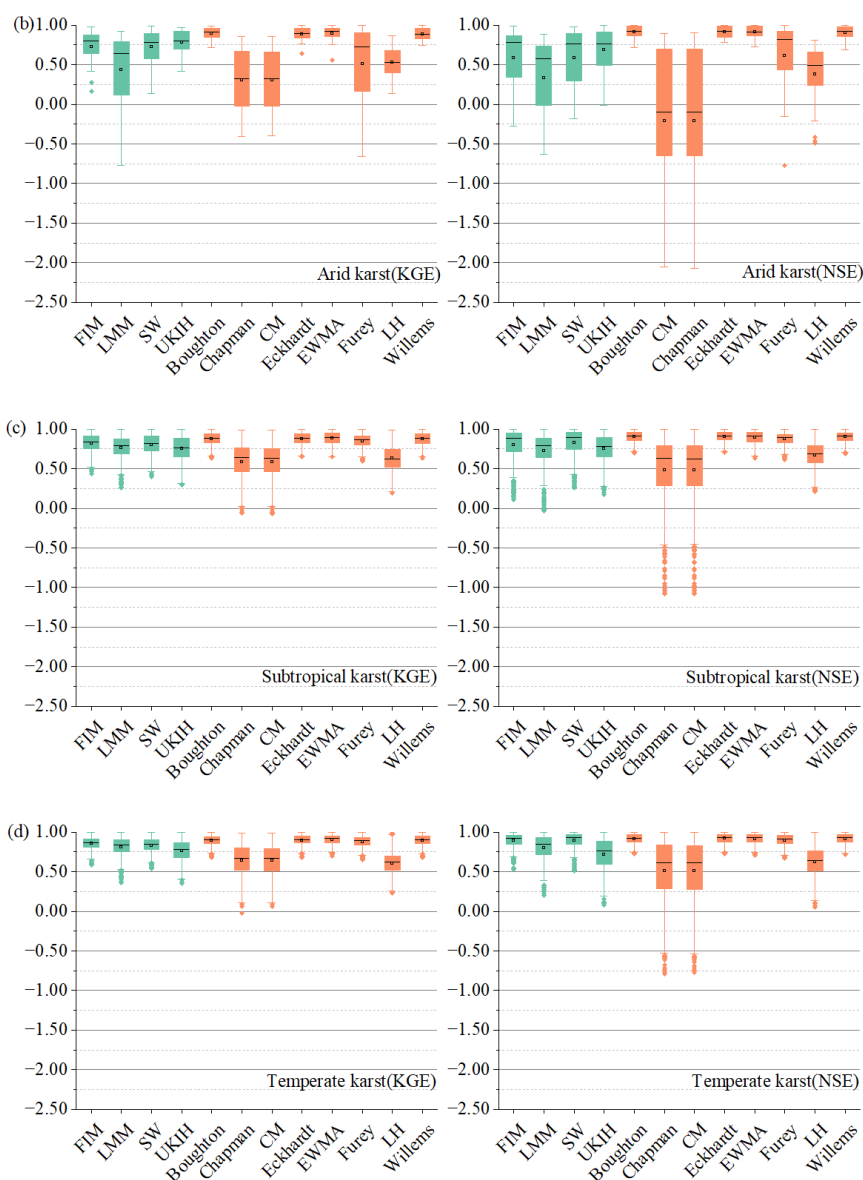 (b)
1.00
0.50
0.00
−0.50
−1.00
−1.50
−2.00
−2.50
Arid karst(KGE)
FIM
LMM
SW
UKIH
Boughton
Chapman
CM
Eckhardt
EWMA
Furey
LH
Willems
1.00
0.50
0.00
−0.50
−1.00
−1.50
−2.00
−2.50
Arid karst(NSE)
FIM
LMM
SW
UKIH
Boughton
CM
Chapman
Eckhardt
EWMA
Furey
LH
Willems
(c)
1.00
0.50
0.00
−0.50
−1.00
−1.50
−2.00
−2.50
Subtropical karst(KGE)
FIM
LMM
SW
UKIH
Boughton
Chapman
CM
Eckhardt
EWMA
Furey
LH
Willems
1.00
0.50
0.00
−0.50
−1.00
−1.50
−2.00
−2.50
Subtropical karst(NSE)
FIM
LMM
SW
UKIH
Boughton
Chapman
CM
Eckhardt
EWMA
Furey
LH
Willems
(d)
1.00
0.50
0.00
−0.50
−1.00
−1.50
−2.00
−2.50
Temperate karst(KGE)
FIM
LMM
SW
UKIH
Boughton
Chapman
CM
Eckhardt
EWMA
Furey
LH
Willems
1.00
0.50
0.00
−0.50
−1.00
−1.50
−2.00
−2.50
Temperate karst(NSE)
FIM
LMM
SW
UKIH
Boughton
Chapman
CM
Eckhardt
EWMA
Furey
LH
Willems